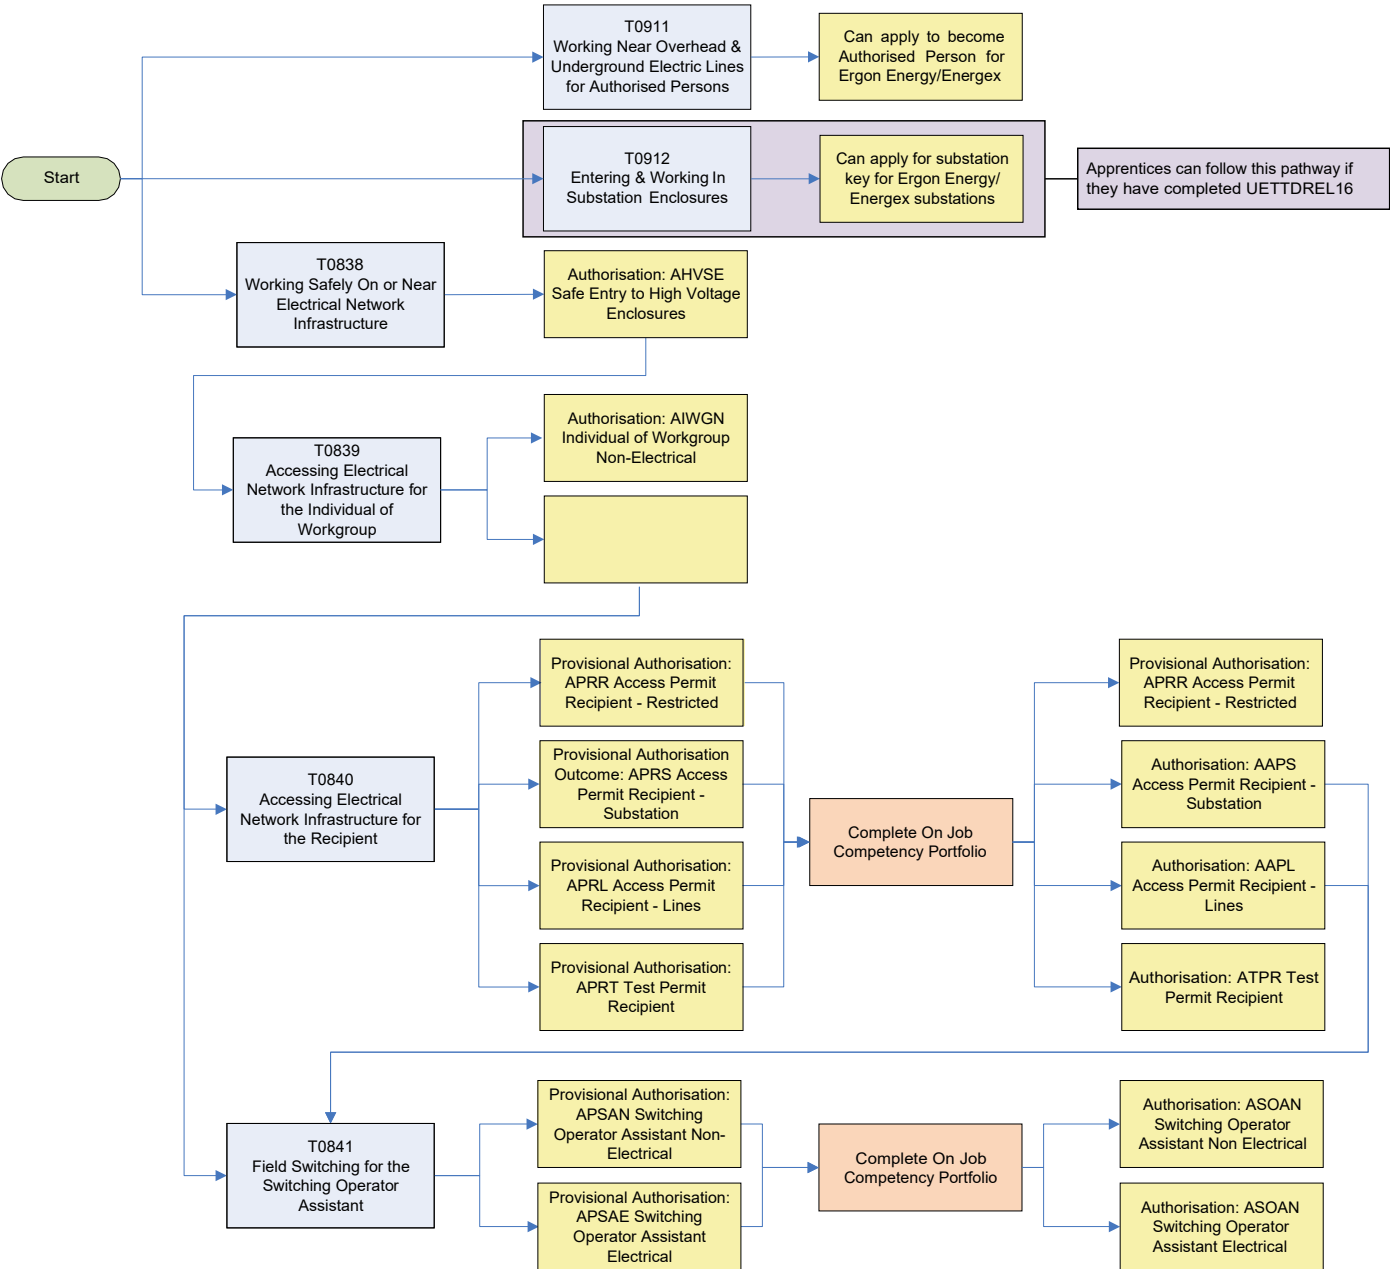 T0911
Working Near Overhead &
Underground Electric Lines
for Authorised Persons
Can apply to become
Authorised Person for
Ergon Energy/Energex
Start
T0912
Entering & Working In
Substation Enclosures
Can apply for substation
key for Ergon Energy/
Energex substations
Apprentices can follow this pathway if
they have completed UETTDREL16
T0838
Working Safely On or Near
Electrical Network
Infrastructure
Authorisation: AHVSE
Safe Entry to High Voltage
Enclosures
Authorisation: AIWGN
Individual of Workgroup
Non-Electrical
T0839
Accessing Electrical
Network Infrastructure for
the Individual of
Workgroup
Provisional Authorisation:
APRR Access Permit
Recipient - Restricted
Provisional Authorisation:
APRR Access Permit
Recipient - Restricted
T0840
Accessing Electrical
Network Infrastructure for
the Recipient
Provisional Authorisation
Outcome: APRS Access
Permit Recipient -
Substation
Authorisation: AAPS
Access Permit Recipient -
Substation
Complete On Job
Competency Portfolio
Provisional Authorisation:
APRL Access Permit
Recipient - Lines
Authorisation: AAPL
Access Permit Recipient -
Lines
Provisional Authorisation:
APRT Test Permit
Recipient
Authorisation: ATPR Test
Permit Recipient
T0841
Field Switching for the
Switching Operator
Assistant
Provisional Authorisation:
APSAN Switching
Operator Assistant Non-
Electrical
Complete On Job
Competency Portfolio
Authorisation: ASOAN
Switching Operator
Assistant Non Electrical
Provisional Authorisation:
APSAE Switching
Operator Assistant
Electrical
Authorisation: ASOAN
Switching Operator
Assistant Electrical